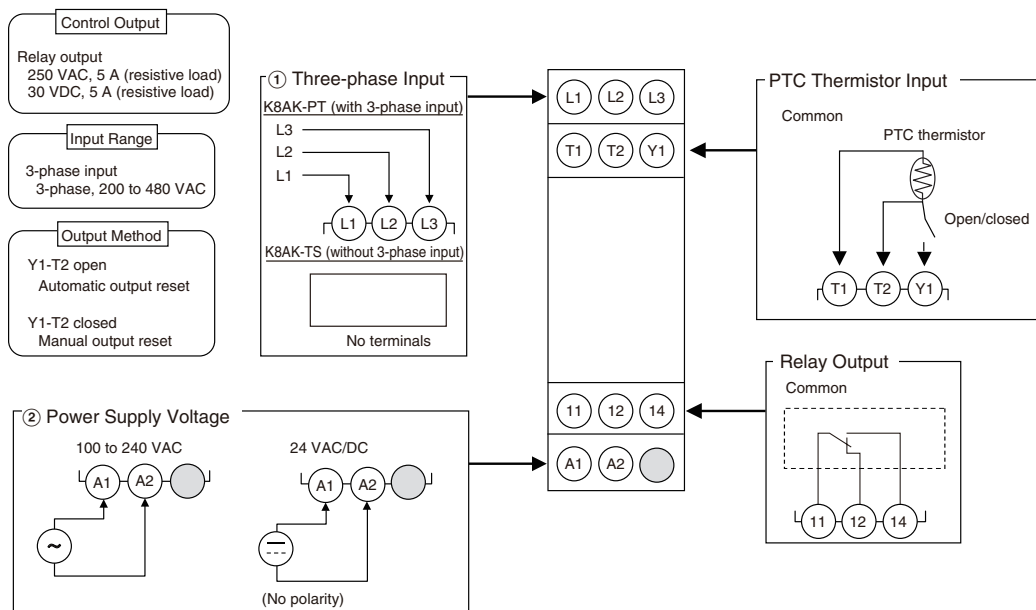 Control Output
Relay output
250 VAC, 5 A (resistive load)
30 VDC, 5 A (resistive load)
Input Range
3-phase input
3-phase, 200 to 480 VAC
Output Method
Y1-T2 open
Automatic output reset
Y1-T2 closed
Manual output reset
① Three-phase Input
K8AK-PT (with 3-phase input)
L3
L2
L1
L1 L2 L3
K8AK-TS (without 3-phase input)
No terminals
L1 L2 L3
T1 T2 Y1
11 12 14
A1 A2
PTC Thermistor Input
Common
PTC thermistor
Open/closed
T1 T2 Y1
Relay Output
Common
11 12 14
② Power Supply Voltage
100 to 240 VAC
A1 A2
~
24 VAC/DC
A1 A2
(No polarity)